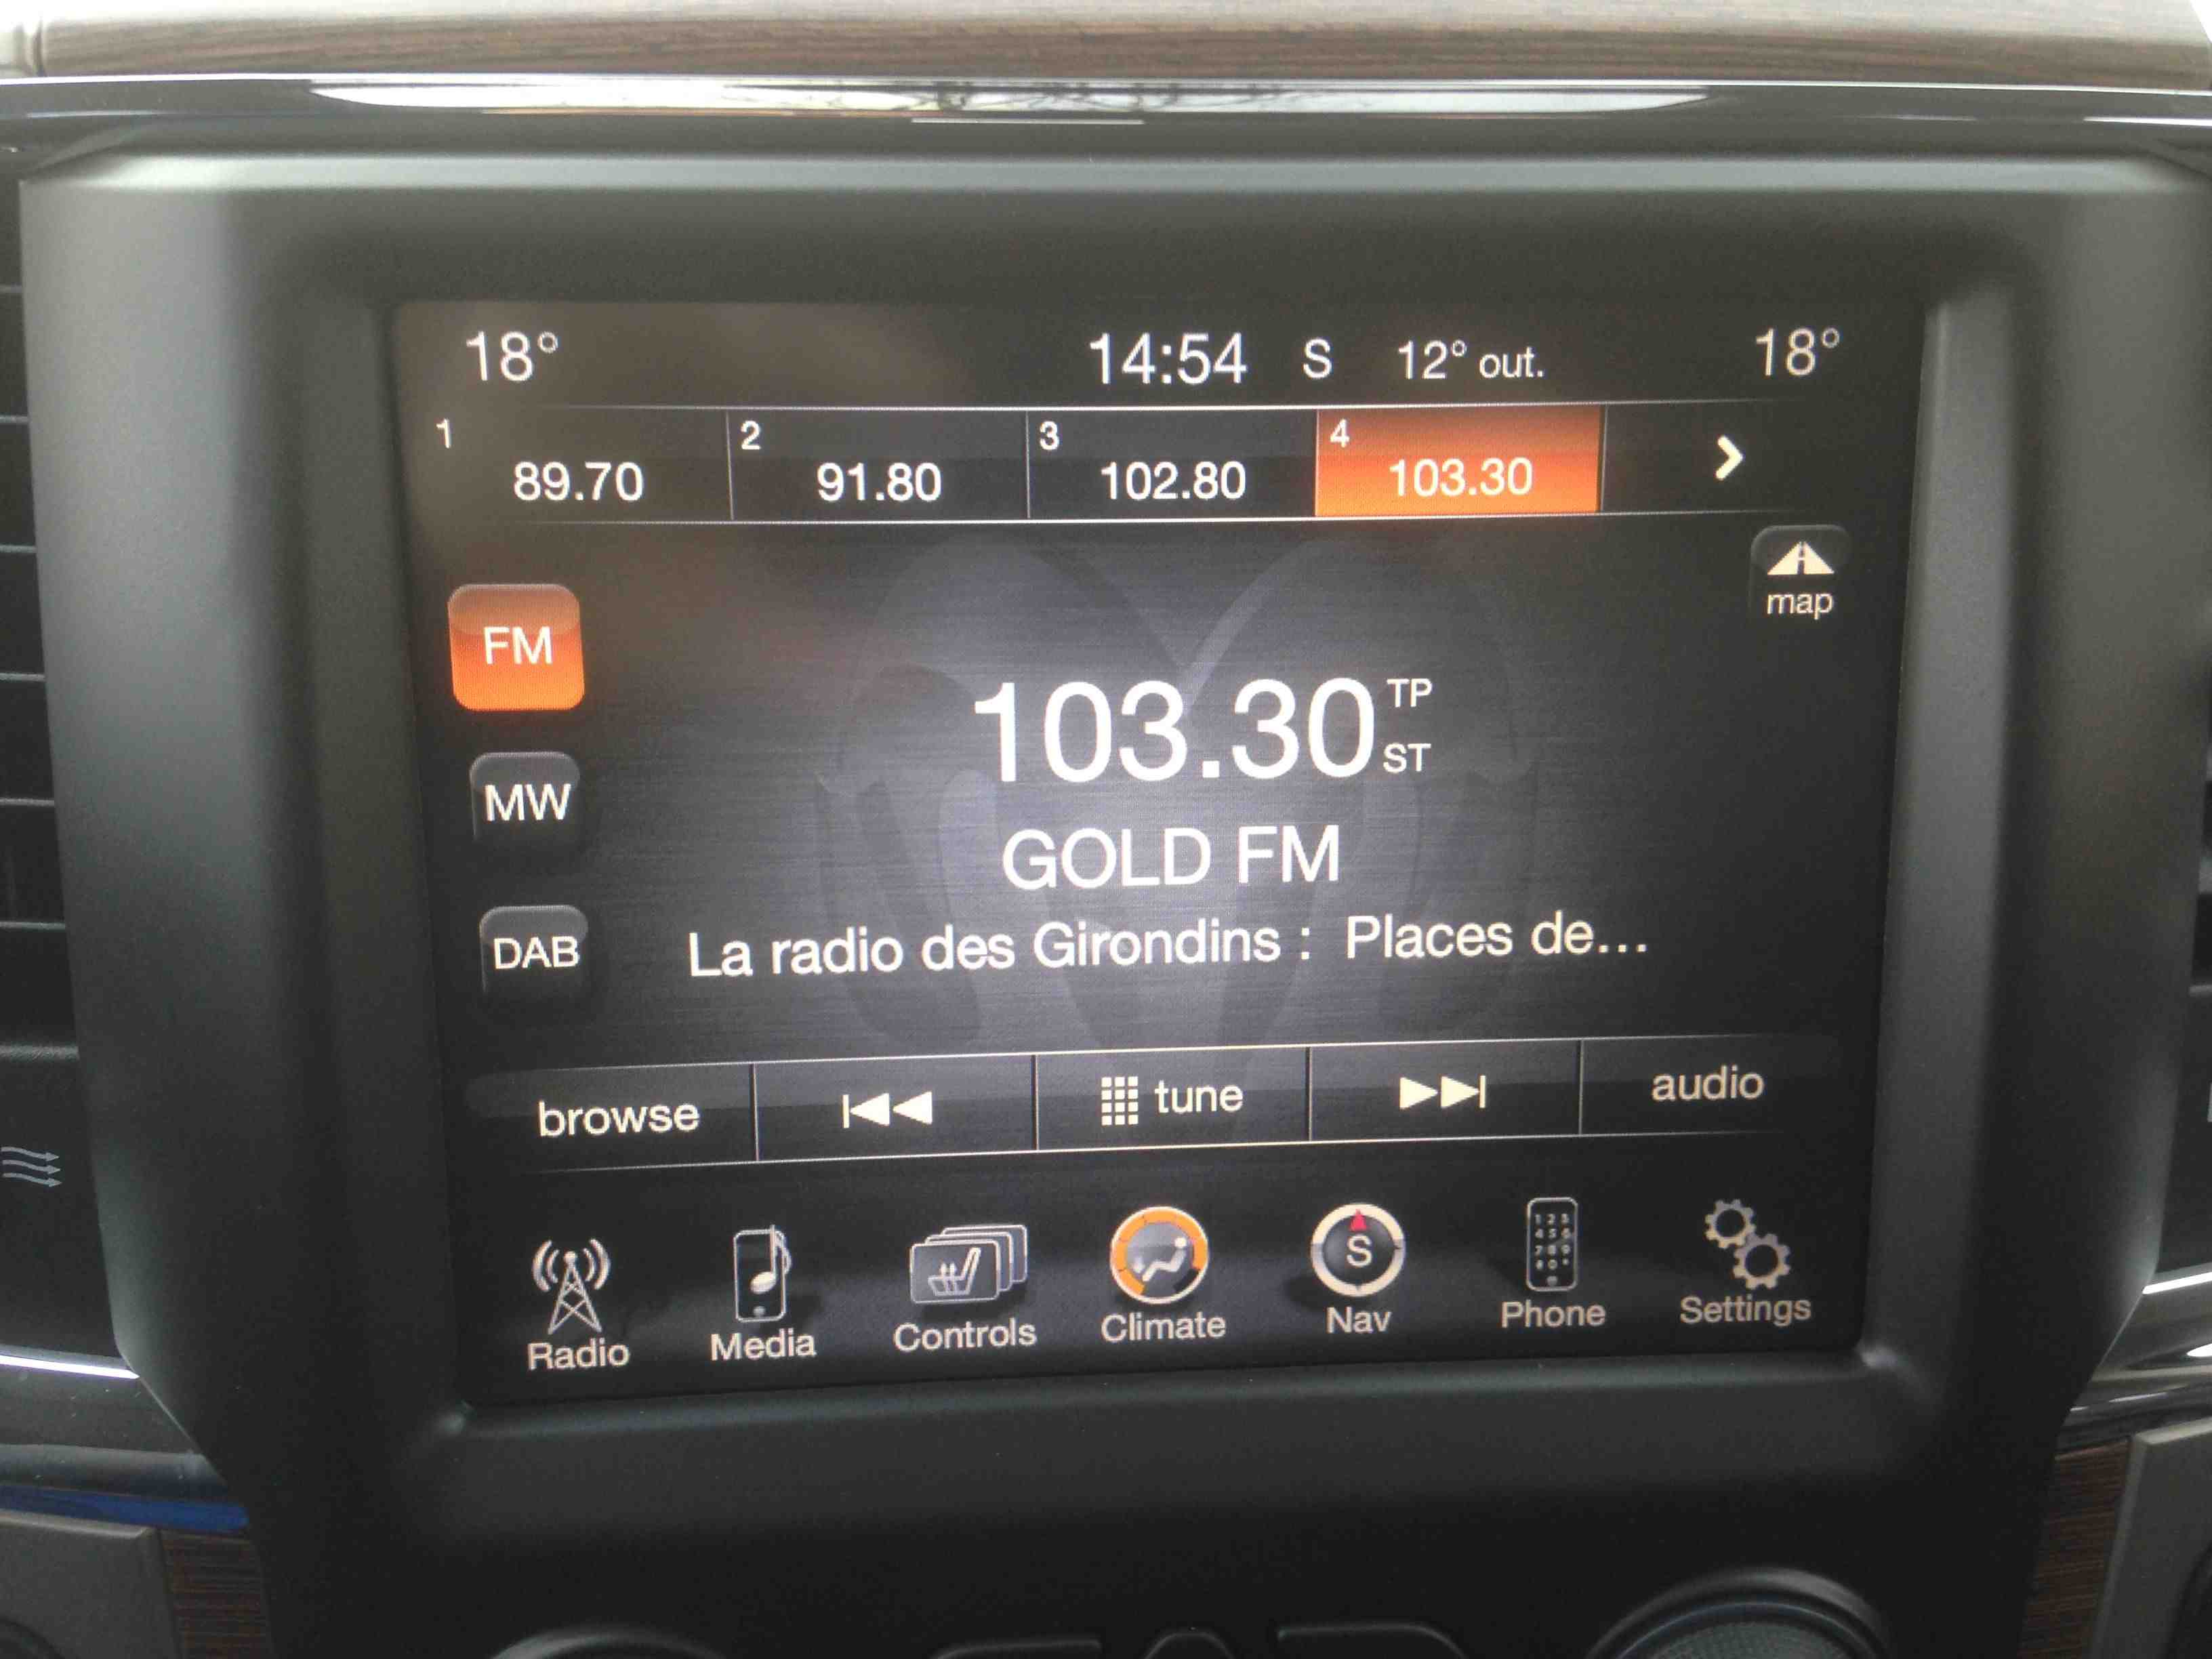 18° 14:54 S 12° out. 18°
1 2 3 4
89.70 91.80 102.80 103.30
map
FM
103.30 TP
ST
MW
GOLD FM
DAB
La radio des Girondins : Places de...
browse tune audio
S
Radio Media Controls Climate Nav Phone Settings